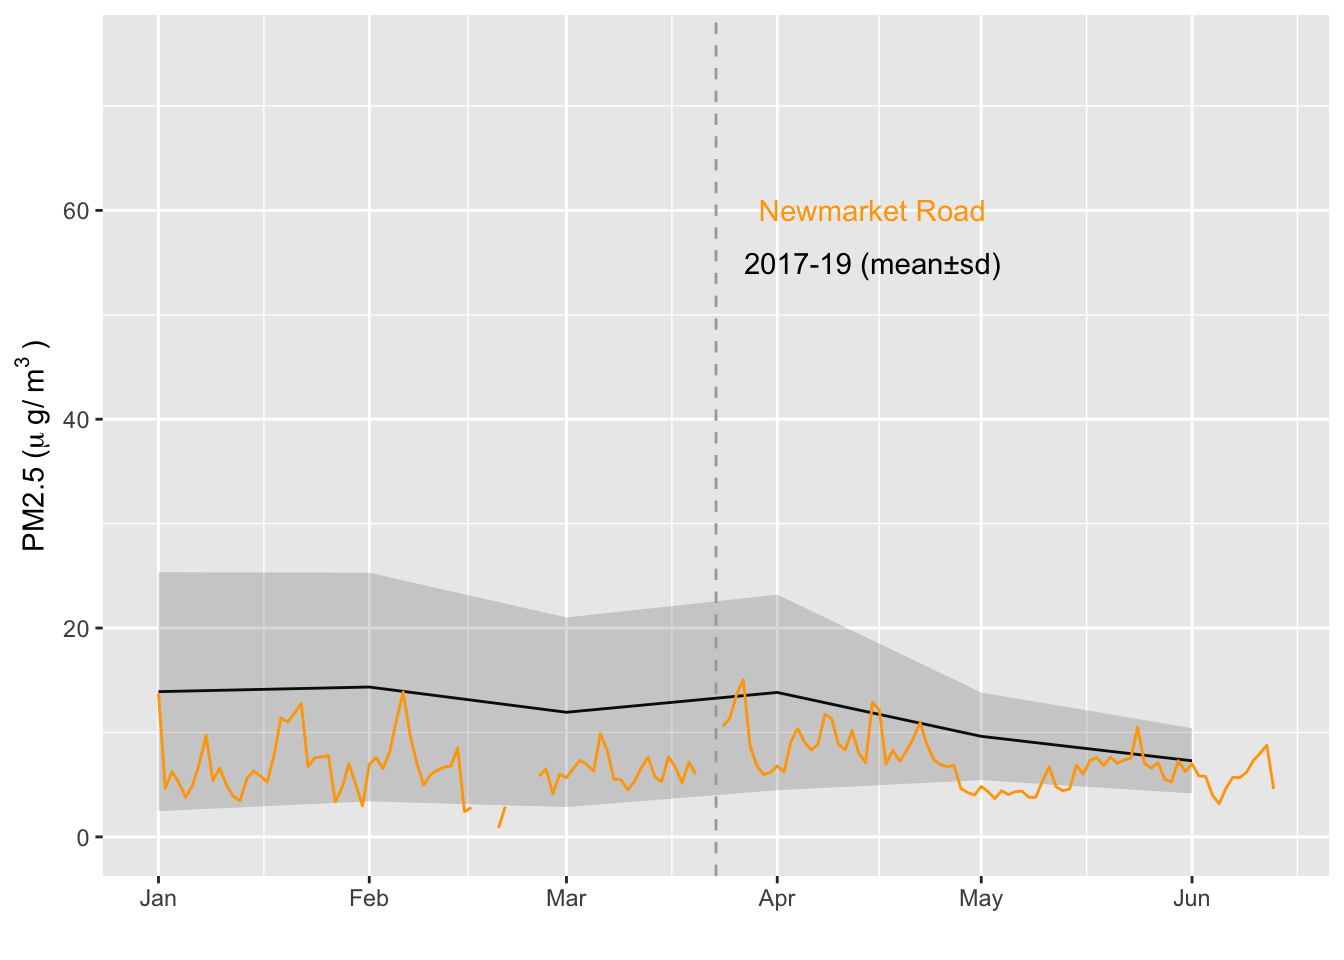 Newmarket Road
2017-19 (mean±sd)
PM2.5 (μ g/ m³ )
60
40
20
0
Jan Feb Mar Apr May Jun